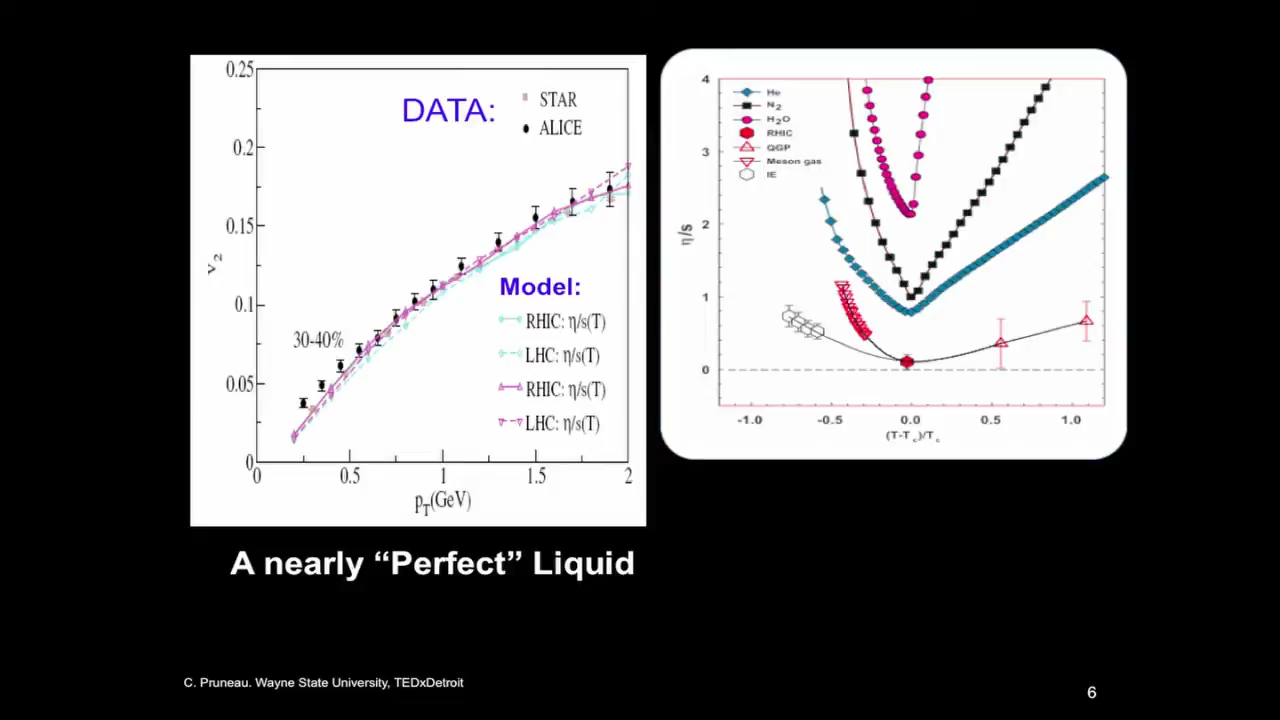 0.25
0.2
0.15
0.1
0.05
0
v2
DATA:
STAR
ALICE
Model:
RHIC: η/s(T)
LHC: η/s(T)
RHIC: η/s(T)
LHC: η/s(T)
30-40%
0 0.5 1 1.5 2
pT(GeV)
4
3
2
1
0
η/s
He
N2
H2O
RHIC
QGP
Meson gas
IE
-1.0 -0.5 0.0 0.5 1.0
(T-Tc)/Tc
A nearly “Perfect” Liquid
C. Pruneau. Wayne State University, TEDxDetroit
6